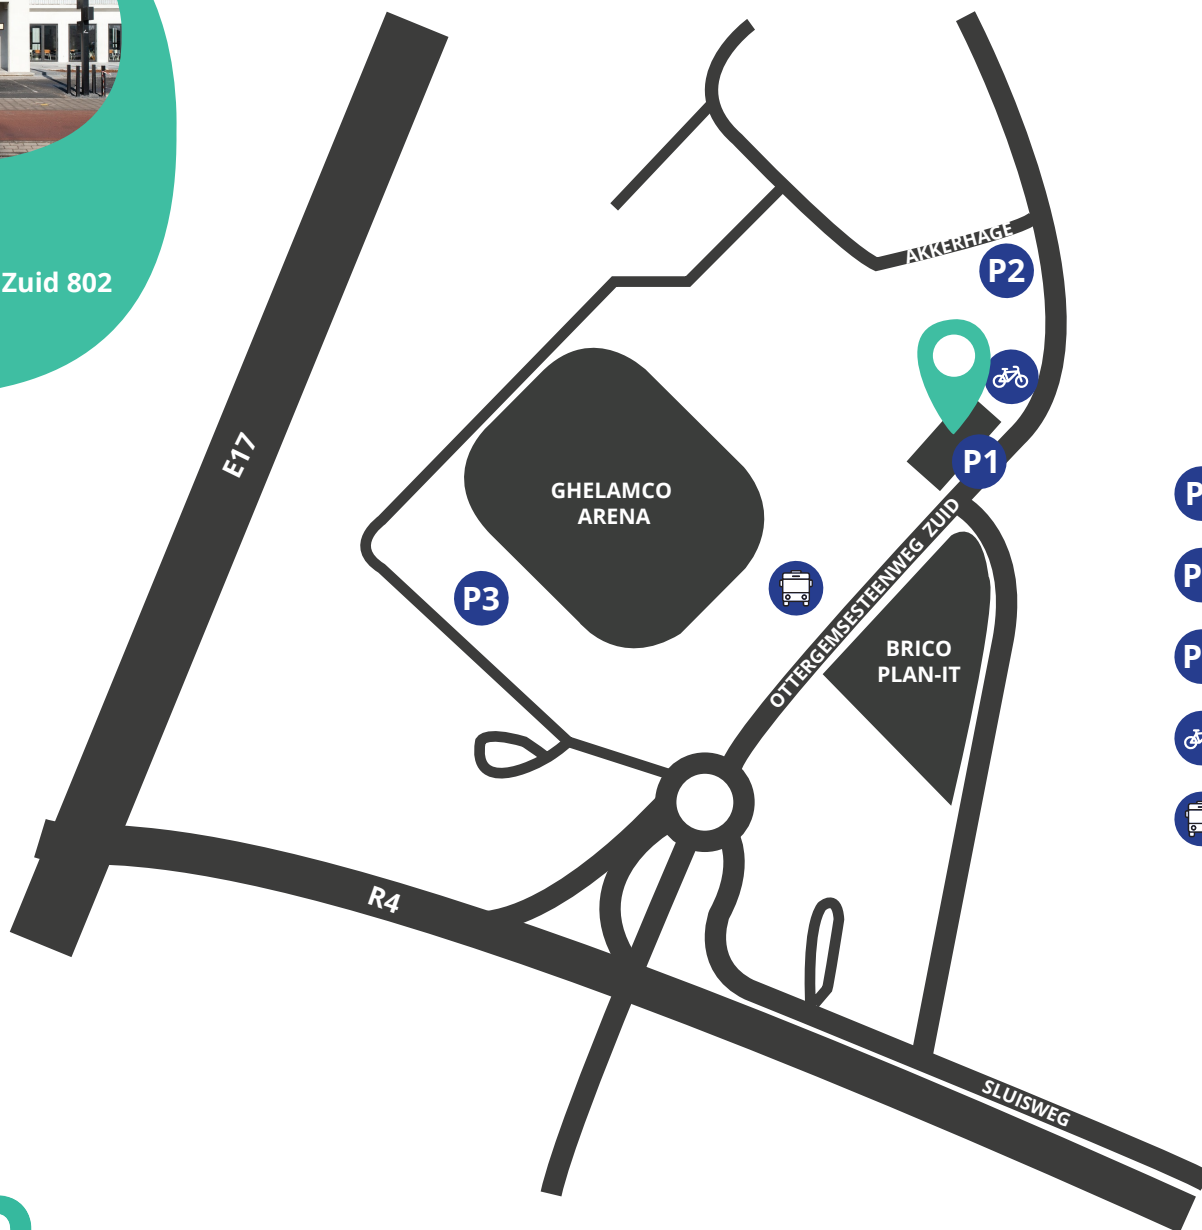 Zuid 802
AKKERHAGE
P2
E17
P1
GHELAMCO
ARENA
OTTERGEMSESTEENWEG ZUID
P3
BRICO
PLAN-IT
R4
SLUISWEG
P
P
P